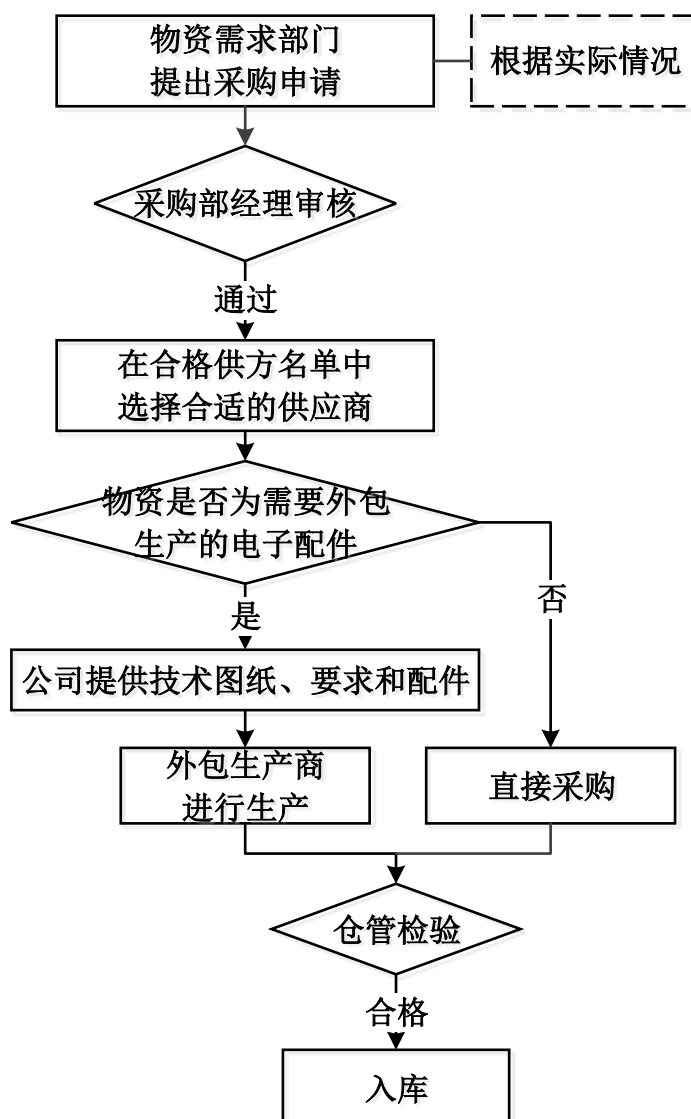 物资需求部门
提出采购申请
根据实际情况
采购部经理审核
通过
在合格供方名单中
选择合适的供应商
物资是否为需要外包
生产的电子配件
否
是
公司提供技术图纸、要求和配件
外包生产商
进行生产
直接采购
仓管检验
合格
入库